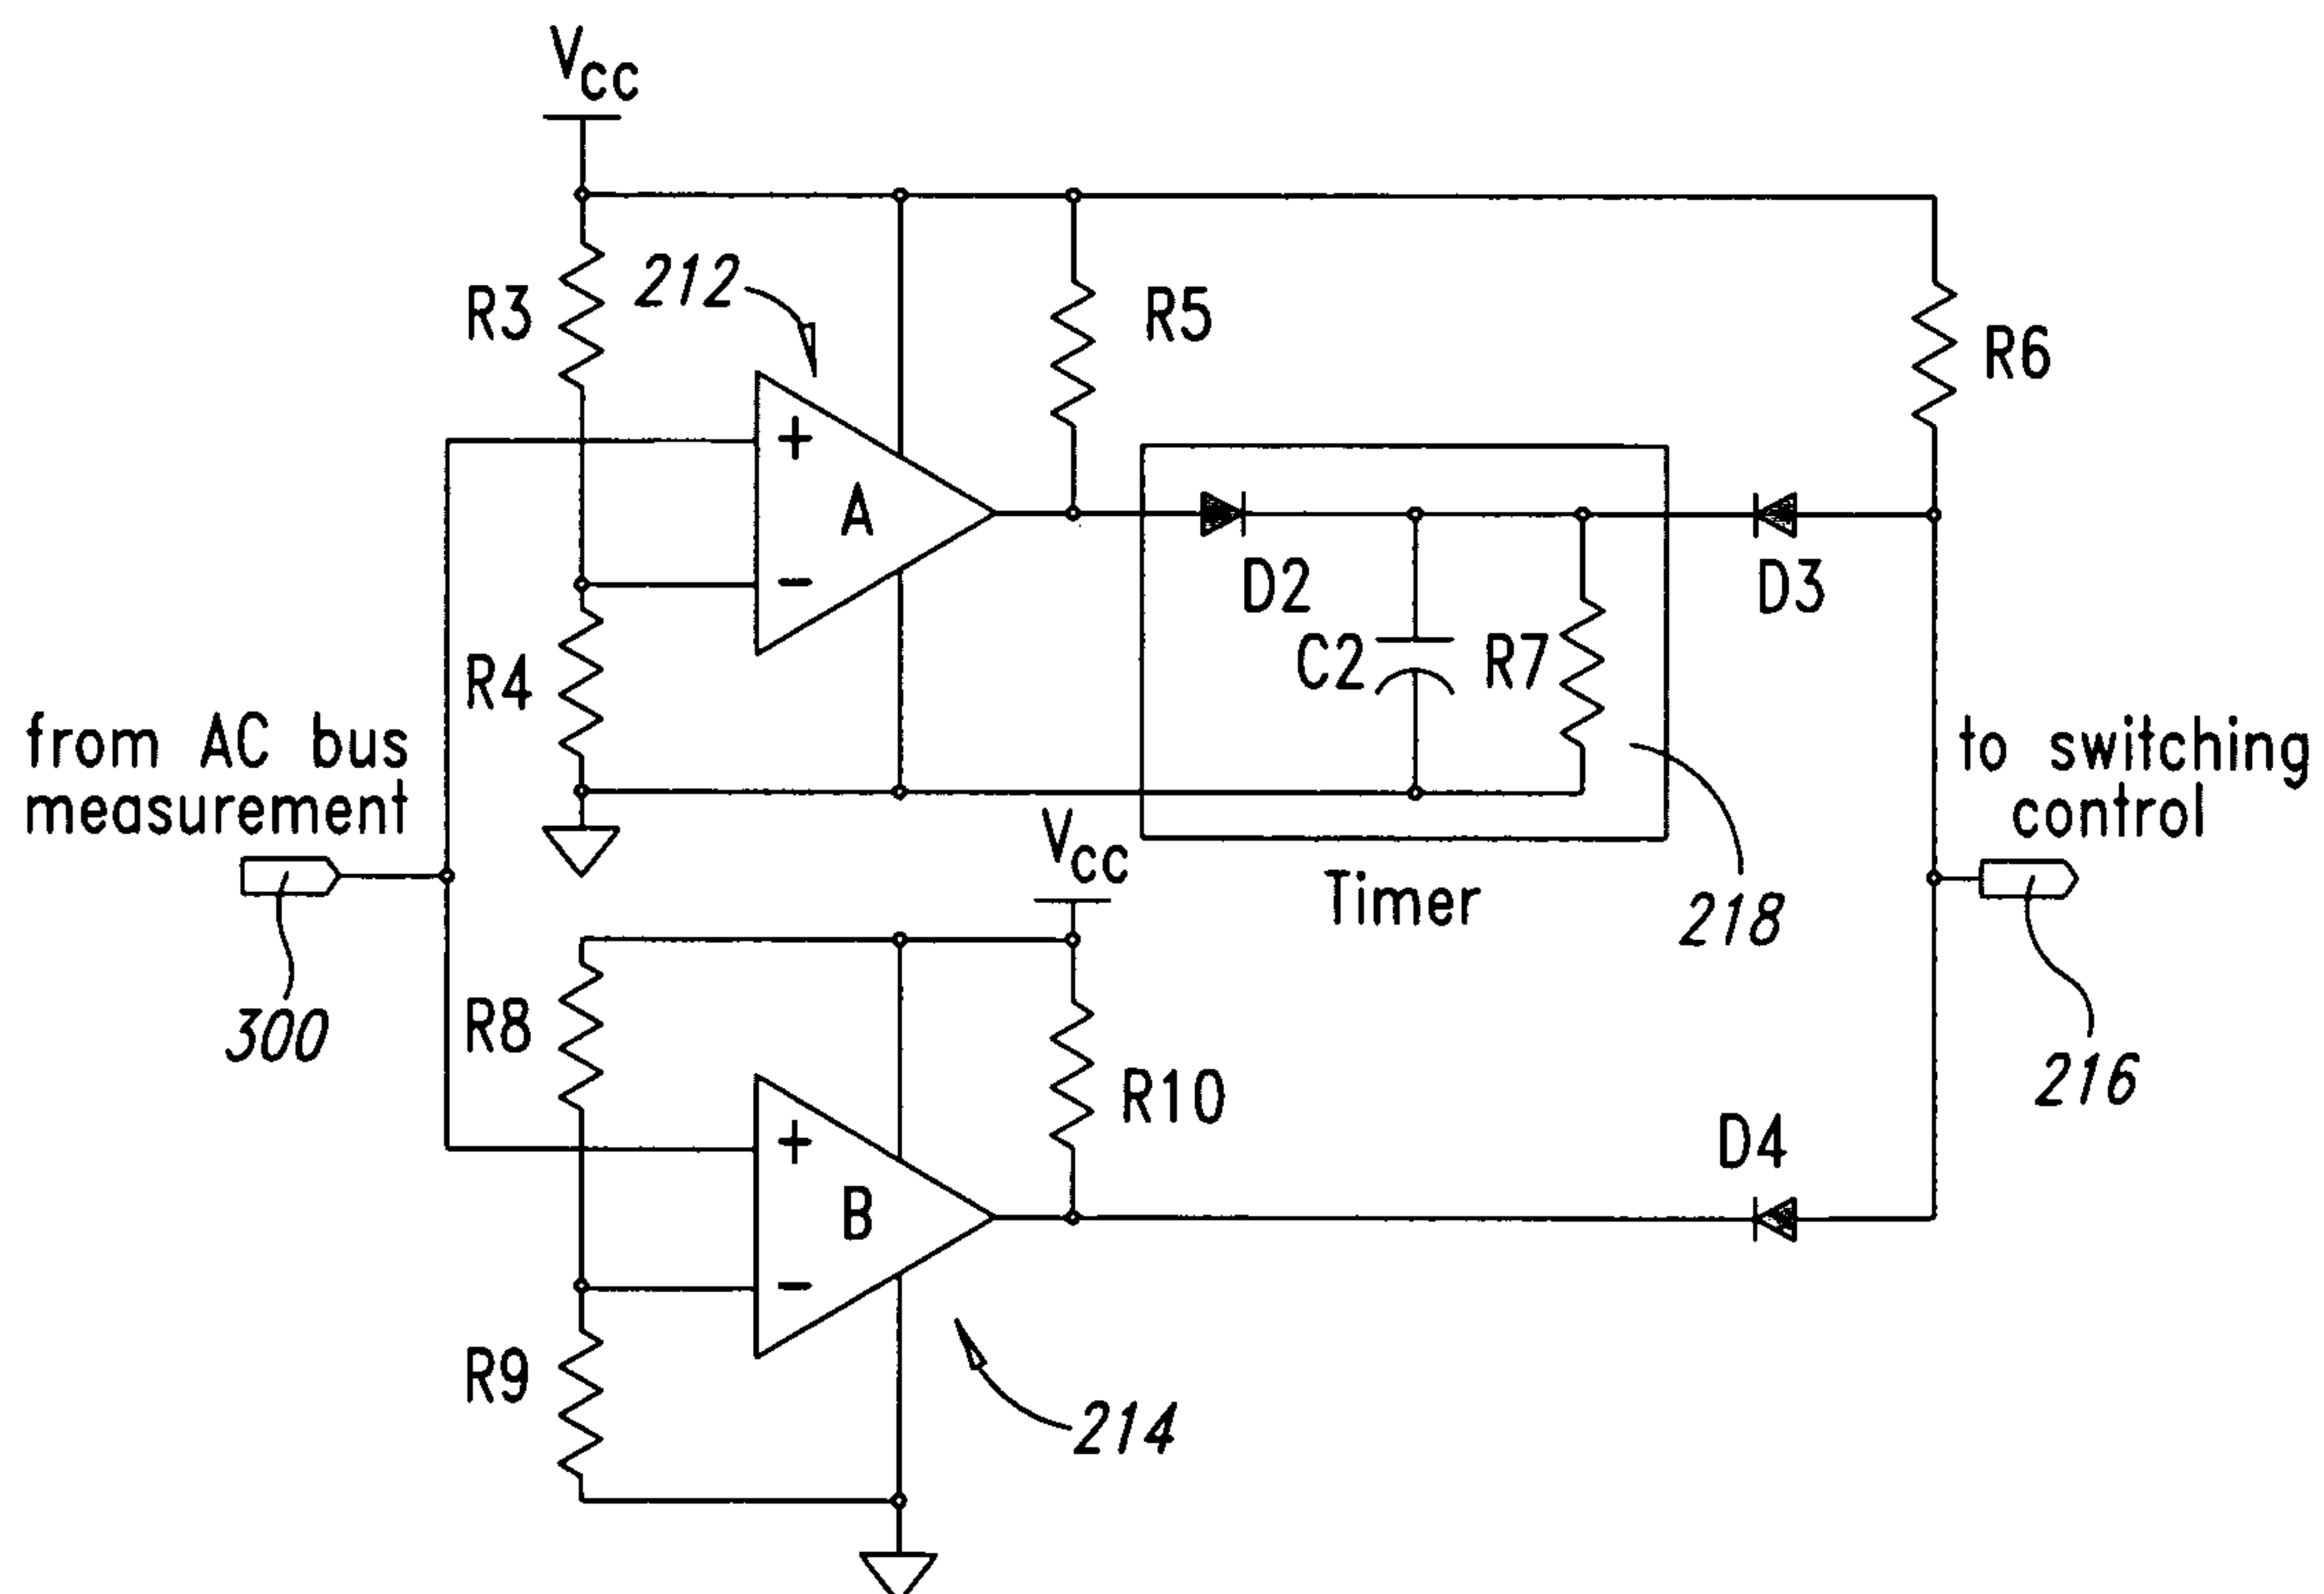 Vcc
R3
212
R5
R6
+
A
−
D2
D3
C2
R7
R4
from AC bus
measurement
to switching
control
Vcc
Timer
218
300
R8
R10
216
+
D4
B
−
R9
214